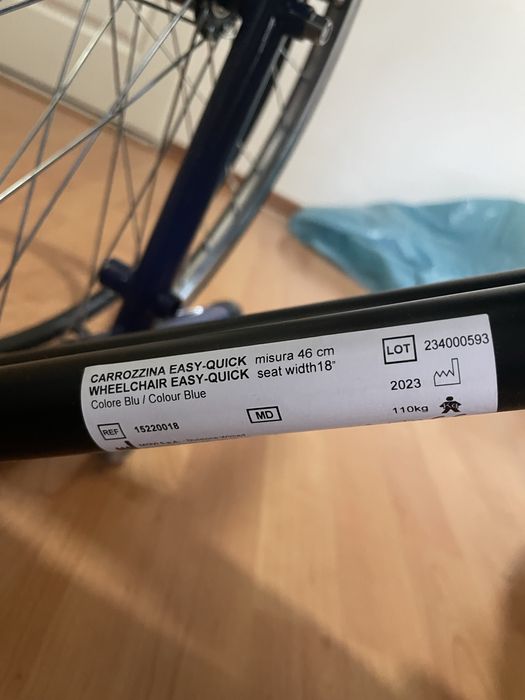 CARROZZINA EASY-QUICK misura 46 cm
WHEELCHAIR EASY-QUICK seat width18"
Colore Blu / Colour Blue
LOT 234000593
2023
REF 15220018
MD
110kg